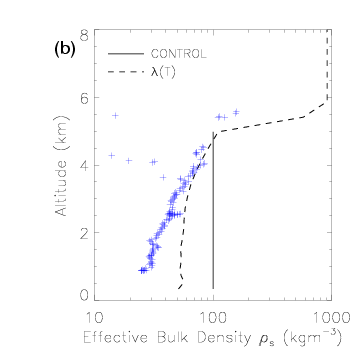 (b)
8
CONTROL
λ(T)
6
Altitude (km)
4
2
0
10 100 1000
Effective Bulk Density ρs (kgm⁻³)